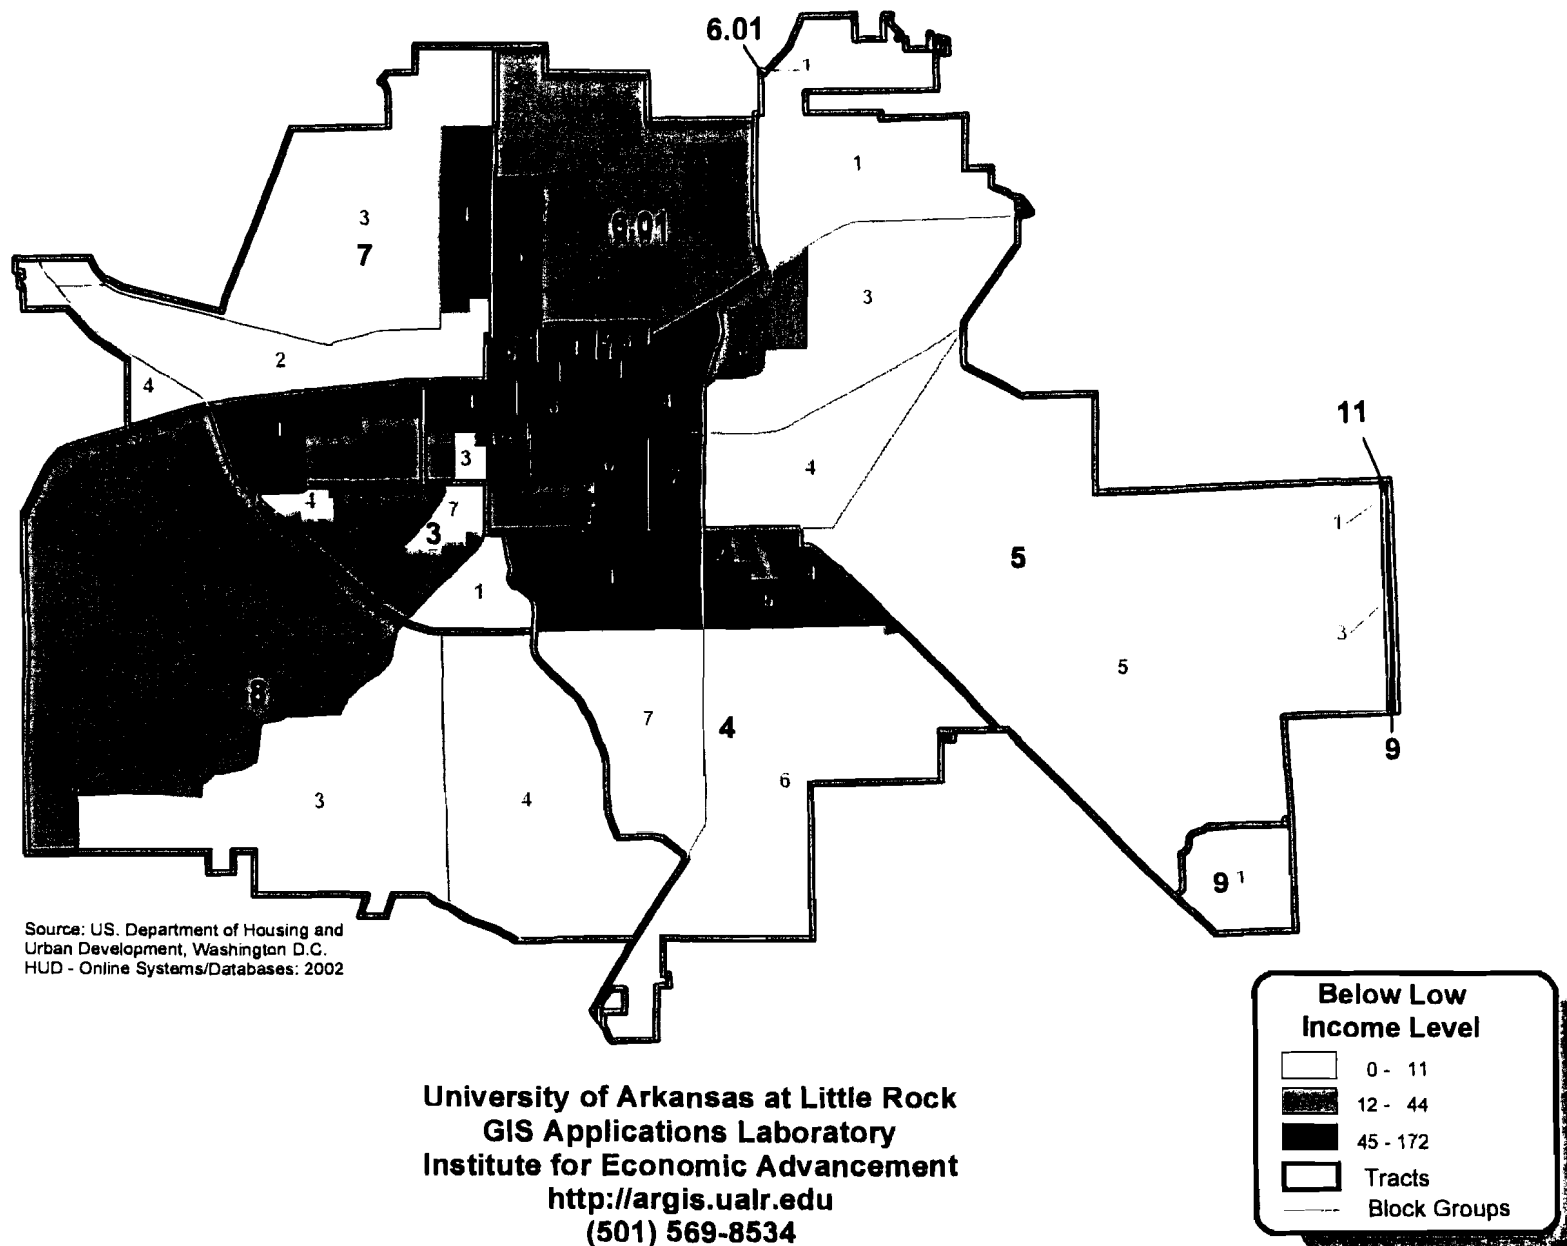 6.01
1
1
3
7
6.01
3
2
4
11
3
4
4
7
3
1
5
1
3
5
5
8
7
4
6
9
3
4
9 1
Source: US. Department of Housing and
Urban Development, Washington D.C.
HUD - Online Systems/Databases: 2002
Below Low
Income Level
0 - 11
12 - 44
45 - 172
Tracts
Block Groups
University of Arkansas at Little Rock
GIS Applications Laboratory
Institute for Economic Advancement
http://argis.ualr.edu
(501) 569-8534